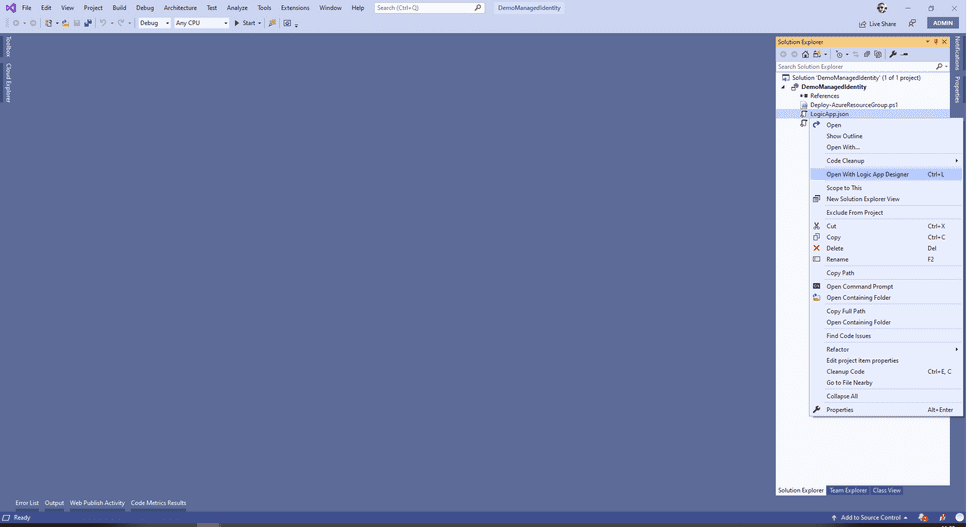 File Edit View Project Build Debug Architecture Test Analyze Tools Extensions Window Help Search (Ctrl+Q) DemoManagedIdentity
Debug Any CPU Start Live Share ADMIN
Toolbox
Cloud Explorer
Solution Explorer
Search Solution Explorer
Solution 'DemoManagedIdentity' (1 of 1 project)
DemoManagedIdentity
References
Deploy-AzureResourceGroup.ps1
LogicApp.json
Open
Show Outline
Open With...
Code Cleanup
Open With Logic App Designer Ctrl+L
Scope to This
New Solution Explorer View
Exclude From Project
Cut Ctrl+X
Copy Ctrl+C
Delete Del
Rename F2
Copy Path
Open Command Prompt
Open Containing Folder
Copy Full Path
Open Containing Folder
Find Code Issues
Refactor
Edit project item properties
Cleanup Code Ctrl+E, C
Go to File Nearby
Collapse All
Properties Alt+Enter
Notifications
Properties
Solution Explorer Team Explorer Class View
Error List Output Web Publish Activity Code Metrics Results
Ready Add to Source Control